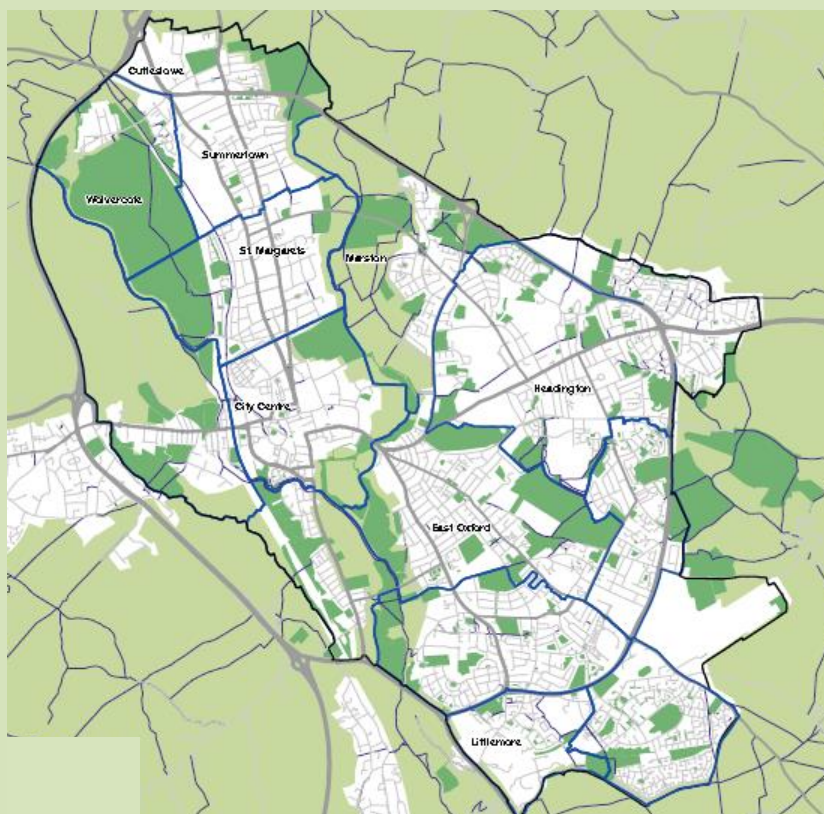 Cutteslowe
Summertown
Wolvercote
St. Margarets
Marston
Headington
City Centre
East Oxford
Littlemore